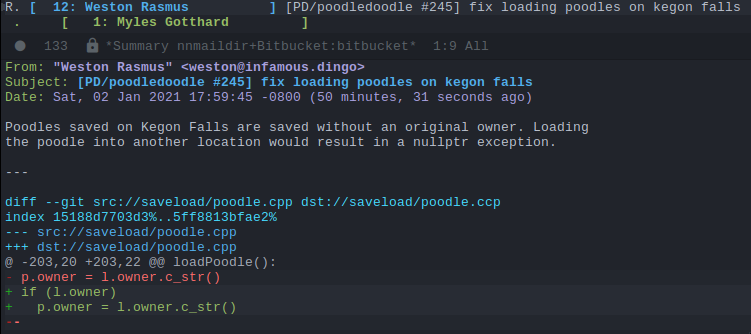 R. [  12: Weston Rasmus          ] [PD/poodledoodle #245] fix loading poodles on kegon falls
.     [   1: Myles Gotthard         ]
133 *Summary nnmaildir+Bitbucket:bitbucket*  1:9 All
From: "Weston Rasmus" <weston@infamous.dingo>
Subject: [PD/poodledoodle #245] fix loading poodles on kegon falls
Date: Sat, 02 Jan 2021 17:59:45 -0800 (50 minutes, 31 seconds ago)
Poodles saved on Kegon Falls are saved without an original owner. Loading
the poodle into another location would result in a nullptr exception.
---
diff --git src://saveload/poodle.cpp dst://saveload/poodle.ccp
index 15188d7703d3%..5ff8813bfae2%
--- src://saveload/poodle.cpp
+++ dst://saveload/poodle.cpp
@ -203,20 +203,22 @@ loadPoodle():
- p.owner = l.owner.c_str()
+ if (l.owner)
+   p.owner = l.owner.c_str()
--